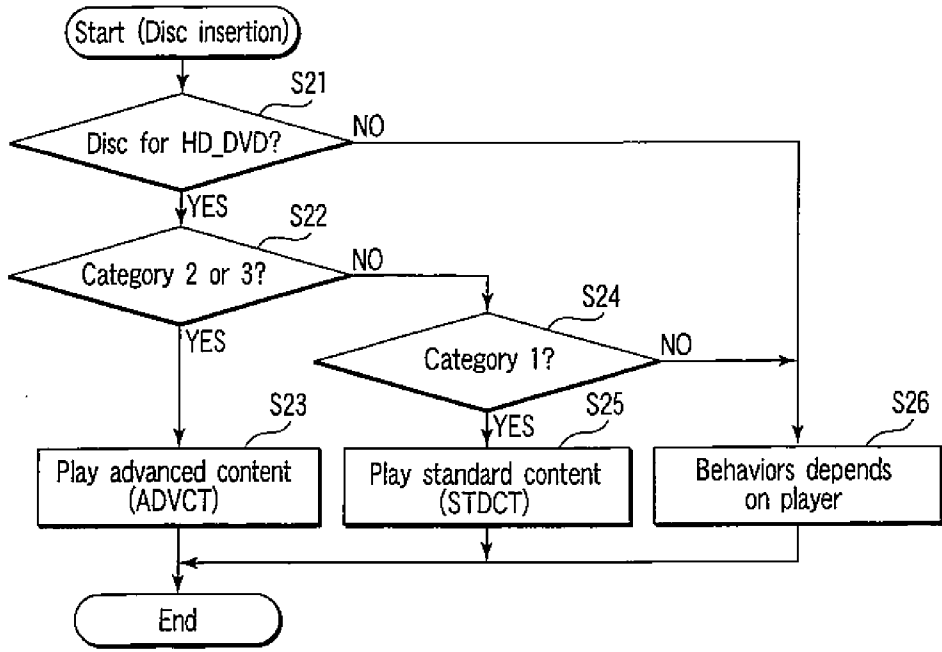 Start (Disc insertion)
S21
Disc for HD_DVD?
NO
YES
S22
Category 2 or 3?
NO
YES
S24
Category 1?
NO
YES
S23
Play advanced content
(ADVCT)
S25
Play standard content
(STDCT)
S26
Behaviors depends
on player
End